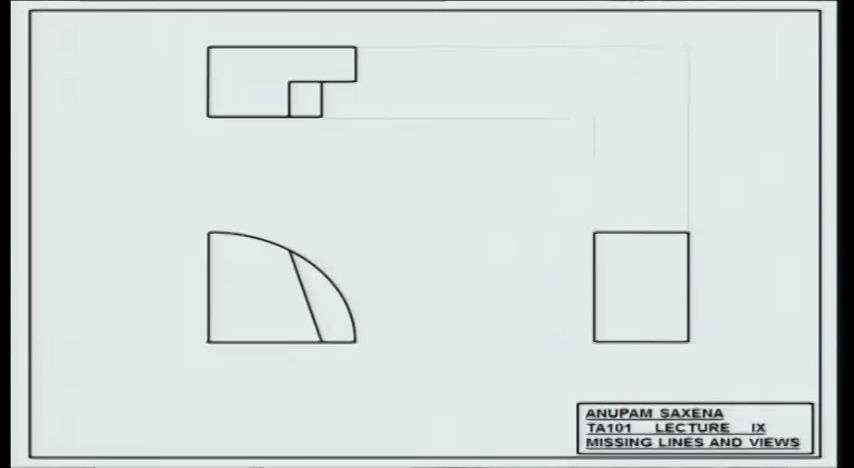 ANUPAM SAXENA
TA101 LECTURE IX
MISSING LINES AND VIEWS